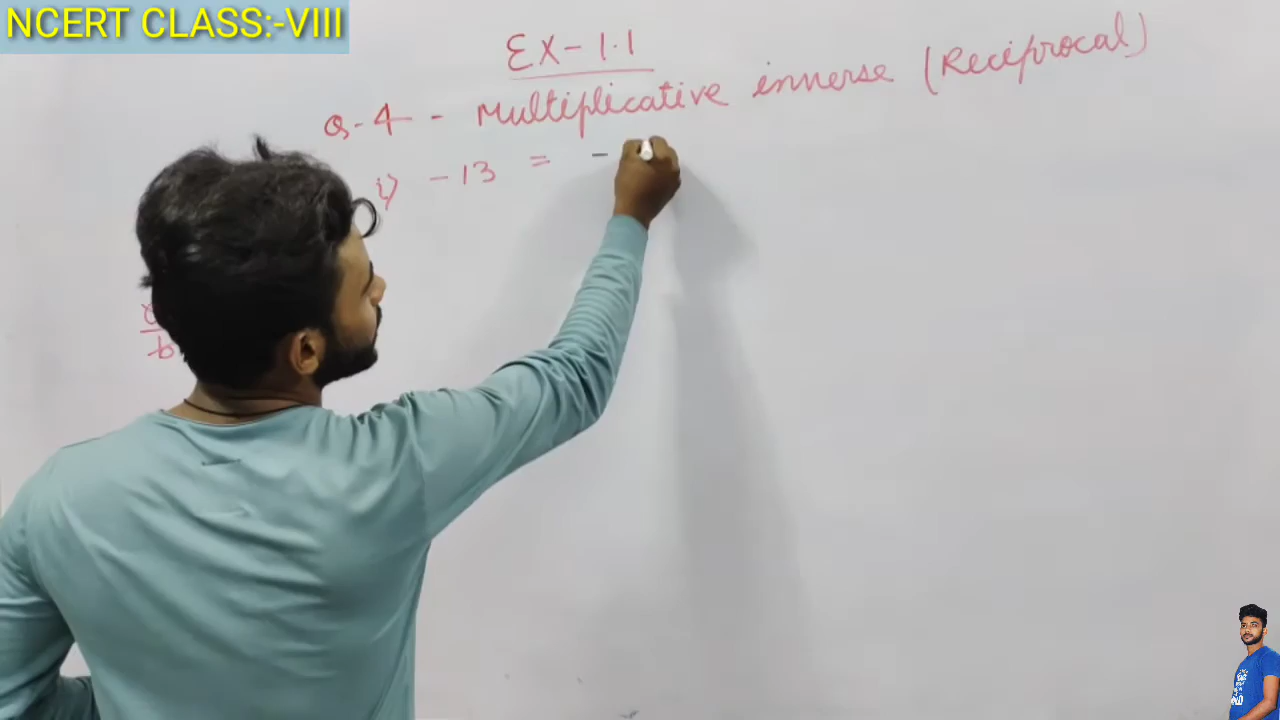 NCERT CLASS:-VIII
Ex-1.1
Q-4 - Multiplicative inverse (Reciprocal)
i) -13 = -
b